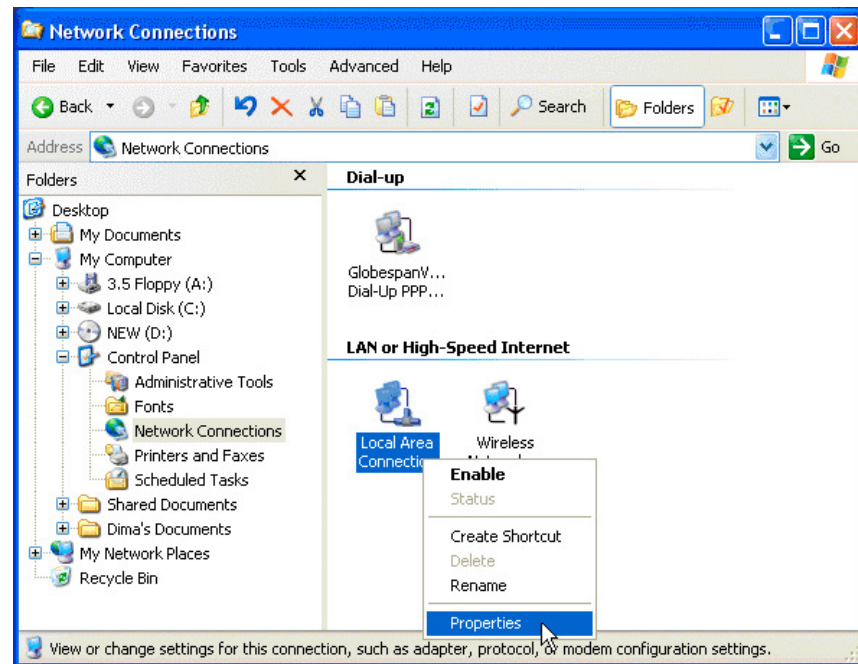 Network Connections
File Edit View Favorites Tools Advanced Help
Back Search Folders
Address Network Connections Go
Folders X
Desktop
My Documents
My Computer
3.5 Floppy (A:)
Local Disk (C:)
NEW (D:)
Control Panel
Administrative Tools
Fonts
Network Connections
Printers and Faxes
Scheduled Tasks
Shared Documents
Dima's Documents
My Network Places
Recycle Bin
Dial-up
GlobespanV...
Dial-Up PPP...
LAN or High-Speed Internet
Local Area
Wireless
Enable
Status
Create Shortcut
Delete
Rename
Properties
View or change settings for this connection, such as adapter, protocol, or modem configuration settings.